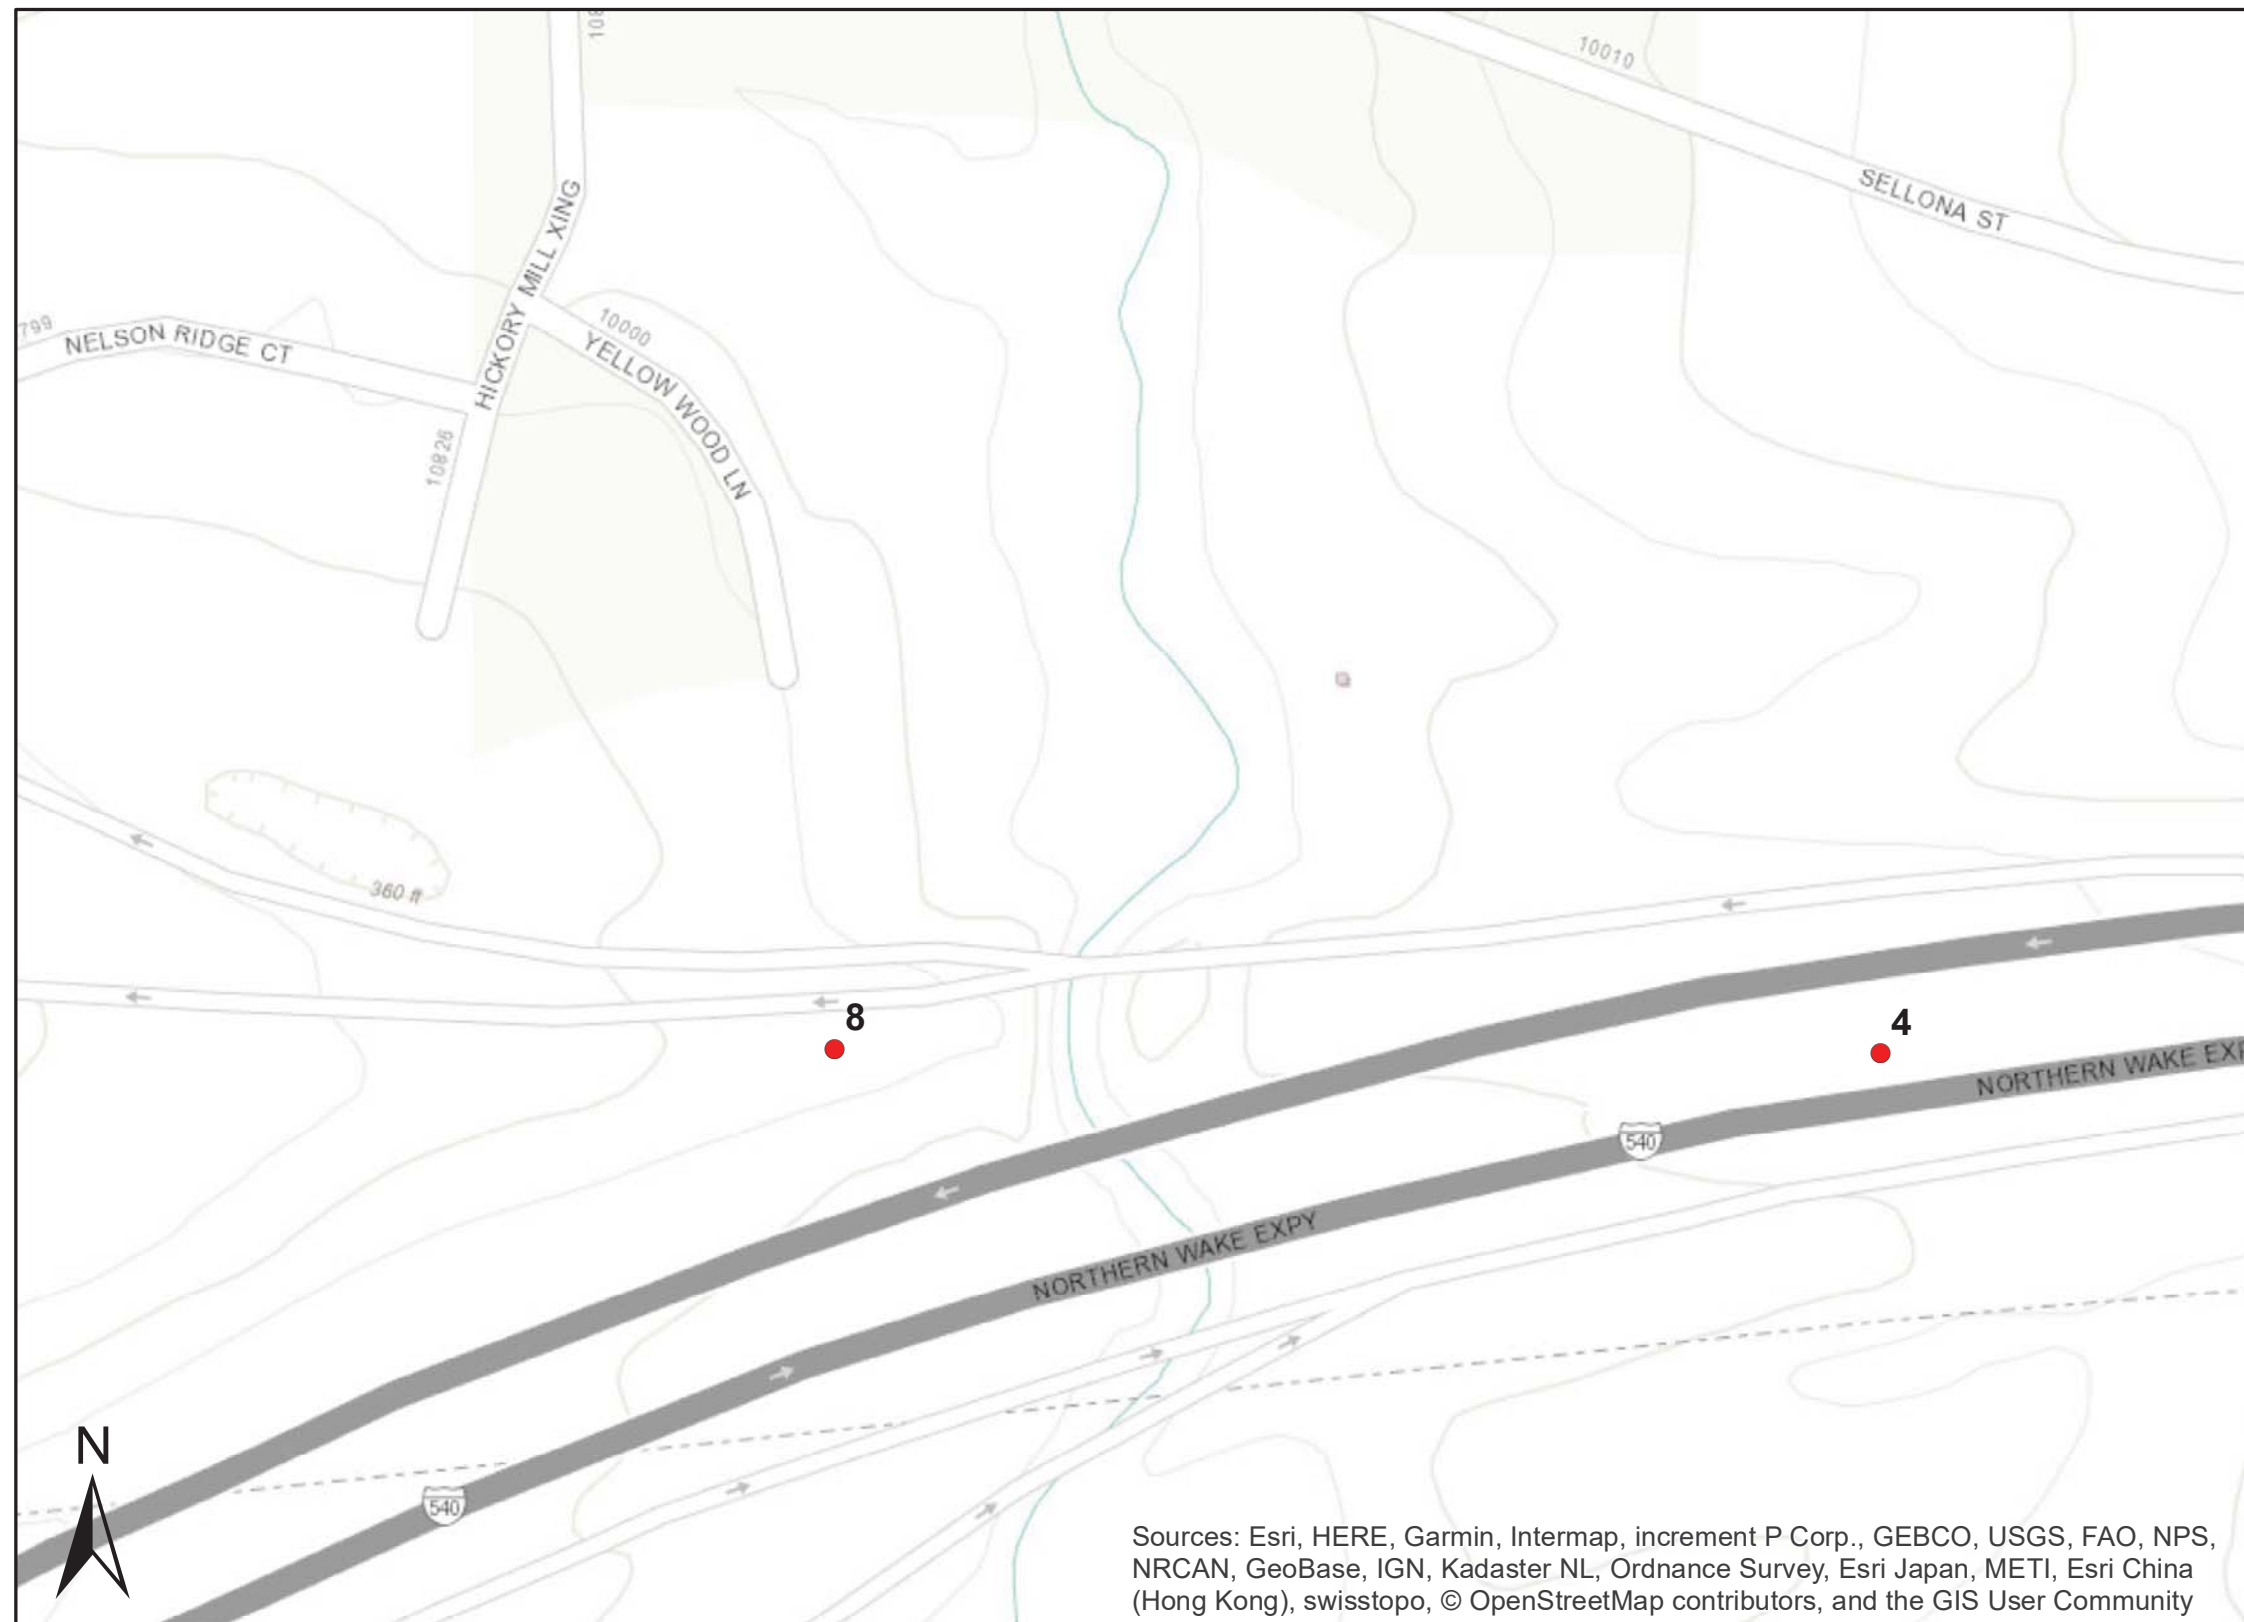 10010
SELLONA ST
HICKORY MILL XING
799
NELSON RIDGE CT
10000
YELLOW WOOD LN
10826
360 ft
8
4
NORTHERN WAKE EXP
540
NORTHERN WAKE EXPY
N
540
Sources: Esri, HERE, Garmin, Intermap, increment P Corp., GEBCO, USGS, FAO, NPS,
NRCAN, GeoBase, IGN, Kadaster NL, Ordnance Survey, Esri Japan, METI, Esri China
(Hong Kong), swisstopo, © OpenStreetMap contributors, and the GIS User Community